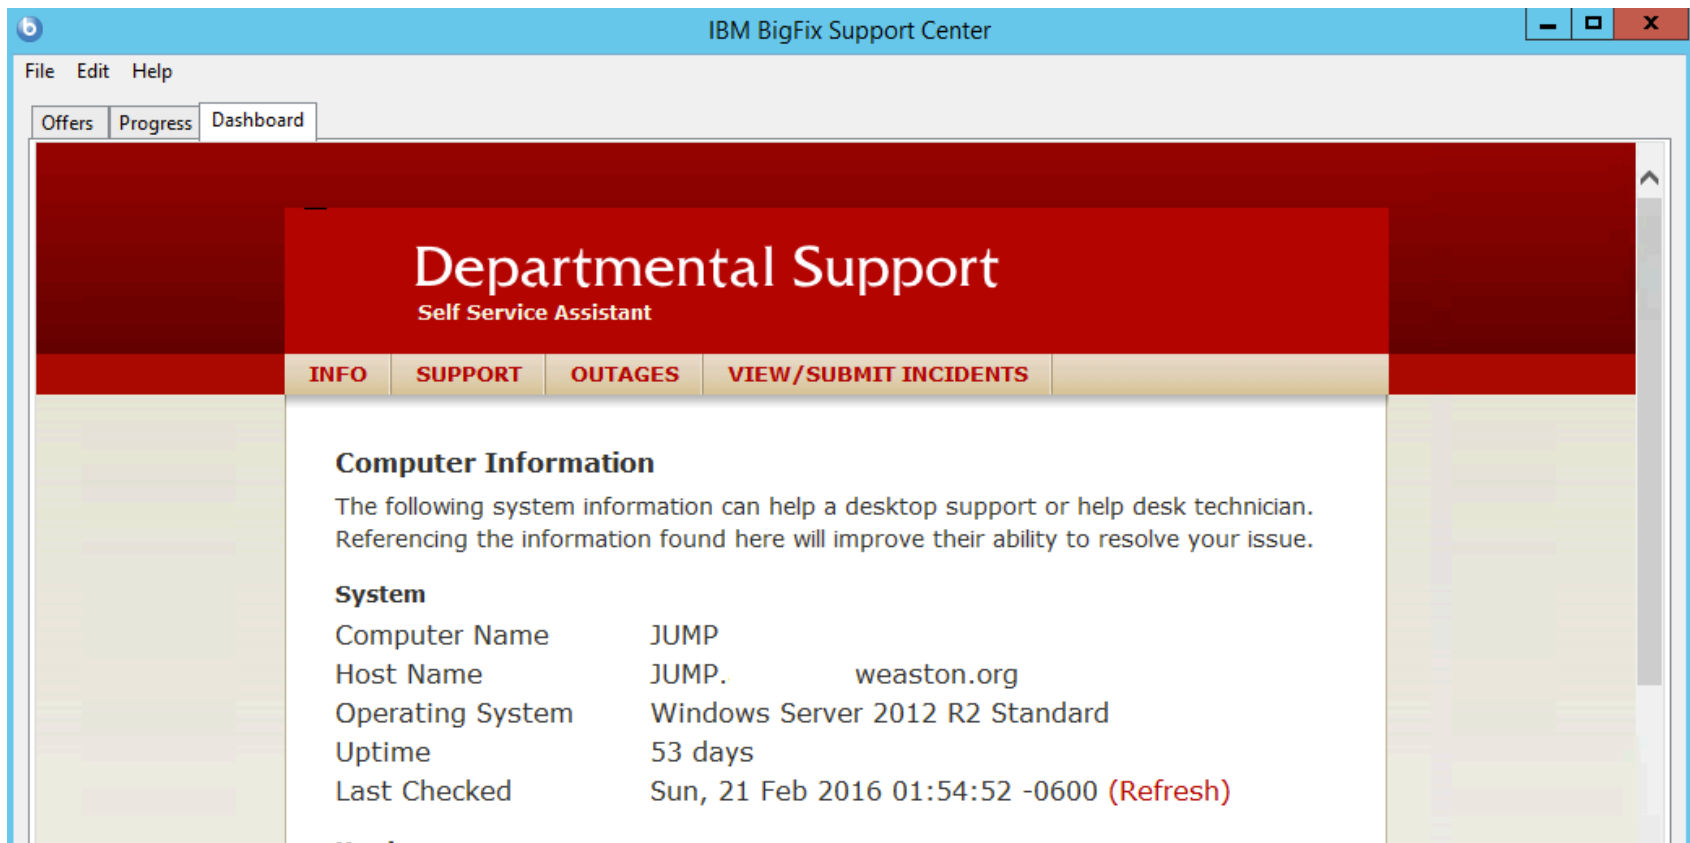 IBM BigFix Support Center
File Edit Help
Offers Progress Dashboard
Departmental Support
Self Service Assistant
INFO SUPPORT OUTAGES VIEW/SUBMIT INCIDENTS
Computer Information
The following system information can help a desktop support or help desk technician.
Referencing the information found here will improve their ability to resolve your issue.
System
Computer Name JUMP
Host Name JUMP. weaston.org
Operating System Windows Server 2012 R2 Standard
Uptime 53 days
Last Checked Sun, 21 Feb 2016 01:54:52 -0600 (Refresh)